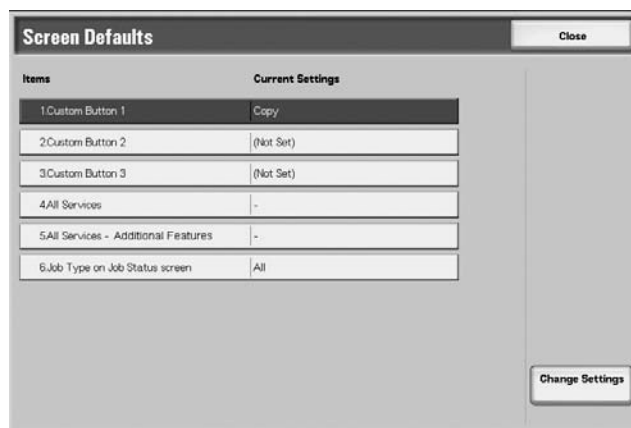 Screen Defaults
Close
Items Current Settings
1.Custom Button 1 Copy
2.Custom Button 2 (Not Set)
3.Custom Button 3 (Not Set)
4.All Services -
5.All Services - Additional Features -
6.Job Type on Job Status screen All
Change Settings